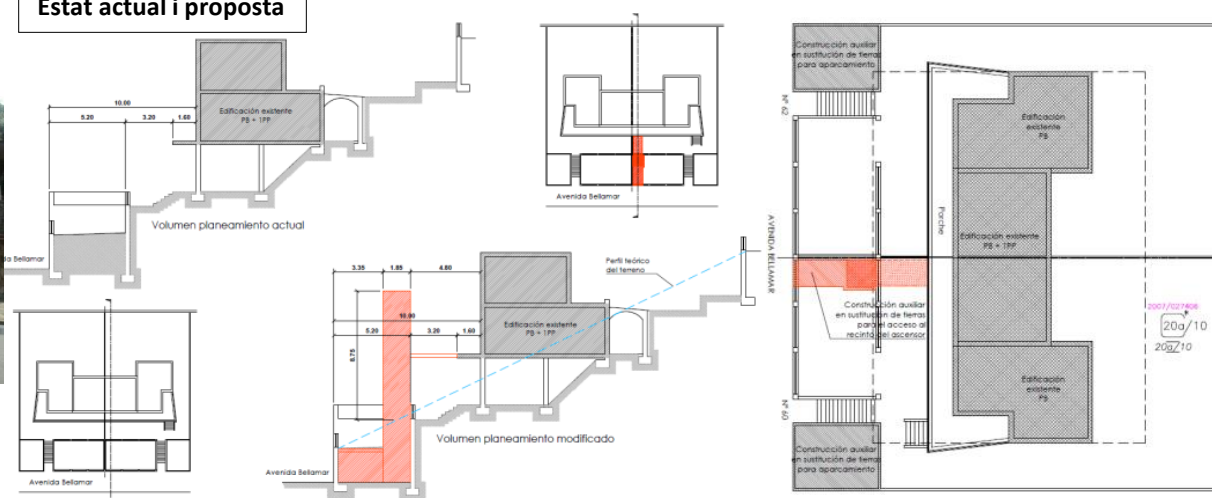 Estat actual i proposta
10.00
5.20
3.20
1.60
Edificación existente
PB + 1PP
Volumen planeamiento actual
da Bellamar
Avenida Bellamar
Avenida Bellamar
3.35
1.85
4.80
10.00
5.20
3.20
1.60
8.75
Perfil teórico
del terreno
Edificación existente
PB + 1PP
Volumen planeamiento modificado
Avenida Bellamar
Construcción auxiliar
en sustitución de tierras
para aparcamiento
Nº 62
AVENIDA BELLAMAR
Nº 60
Porche
Edificación
existente
PB
Edificación existente
PB + 1PP
Construcción auxiliar
en sustitución de tierras
para el acceso al
recinto del ascensor
2007/027406
20a/10
20a/10
Edificación
existente
PB
Construcción auxiliar
en sustitución de tierras
para aparcamiento